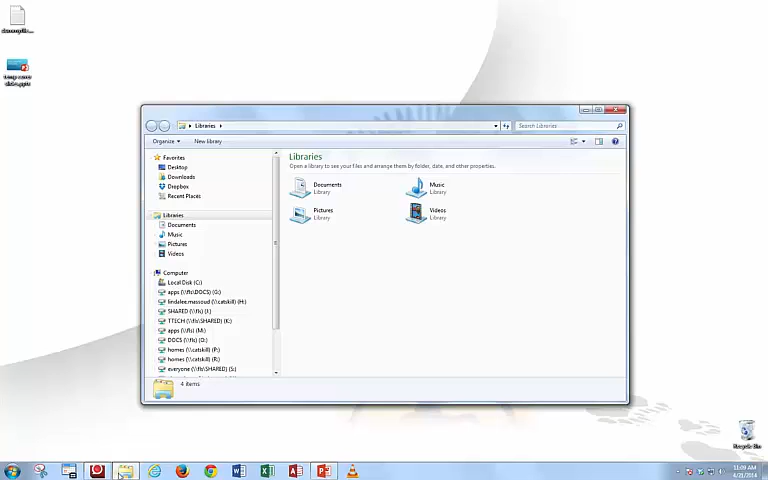 Libraries
Search Libraries
Organize
New library
Favorites
Desktop
Downloads
Dropbox
Recent Places
Libraries
Documents
Music
Pictures
Videos
Computer
Local Disk (C:)
apps (\\fls\DOCS) (G:)
lindalee.massoud (\\catskill) (H:)
SHARED (\\fls) (I:)
TTECH (\\fls\SHARED) (K:)
apps (\\fls) (M:)
DOCS (\\fls) (O:)
homes (\\catskill) (P:)
homes (\\catskill) (R:)
everyone (\\fls\SHARED) (S:)
Libraries
Open a library to see your files and arrange them by folder, date, and other properties.
Documents
Library
Music
Library
Pictures
Library
Videos
Library
4 items
Recycle Bin
11:09 AM
4/21/2014